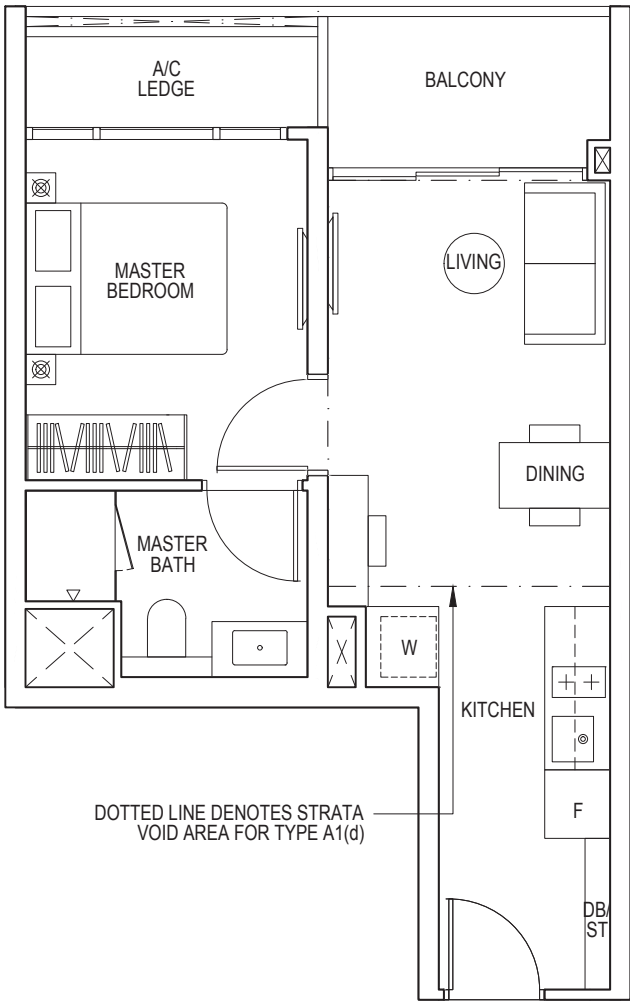 A/C
LEDGE
BALCONY
MASTER
BEDROOM
LIVING
DINING
MASTER
BATH
W
KITCHEN
DOTTED LINE DENOTES STRATA
VOID AREA FOR TYPE A1(d)
F
DB/
ST